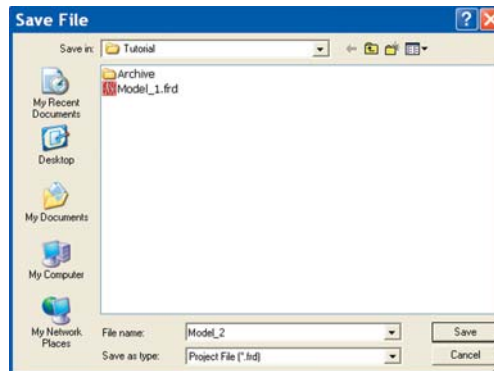 Save File
Save in: Tutorial
Archive
Model_1.frd
My Recent
Documents
Desktop
My Documents
My Computer
My Network
Places
File name: Model_2 Save
Save as type: Project File (*.frd) Cancel